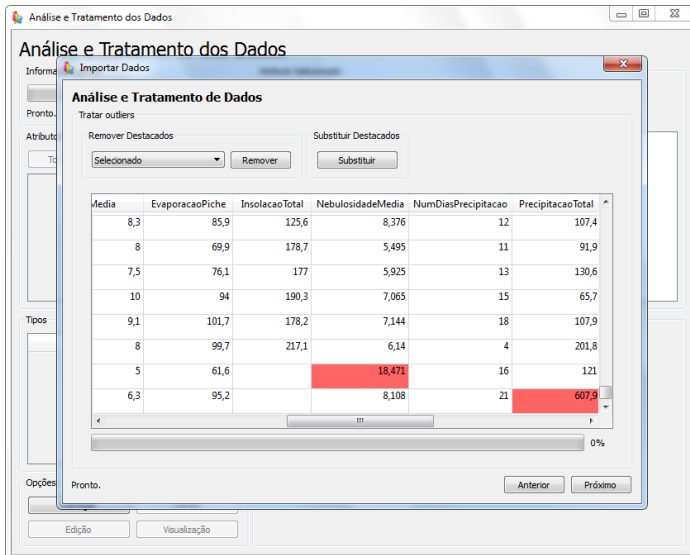 Análise e Tratamento dos Dados
Análise e Tratamento dos Dados
Informa
Importar Dados
Análise e Tratamento de Dados
Pronto.
Tratar outliers
Atributo
Remover Destacados
Substituir Destacados
To
Selecionado
Remover
Substituir
Media EvaporacaoPiche InsolacaoTotal NebulosidadeMedia NumDiasPrecipitacao PrecipitacaoTotal
8,3 85,9 125,6 8,376 12 107,4
8 69,9 178,7 5,495 11 91,9
7,5 76,1 177 5,925 13 130,6
10 94 190,3 7,065 15 65,7
9,1 101,7 178,2 7,144 18 107,9
Tipos
8 99,7 217,1 6,14 4 201,8
5 61,6 18,471 16 121
6,3 95,2 8,108 21 607,9
0%
Opções
Pronto.
Anterior
Próximo
Edição
Visualização